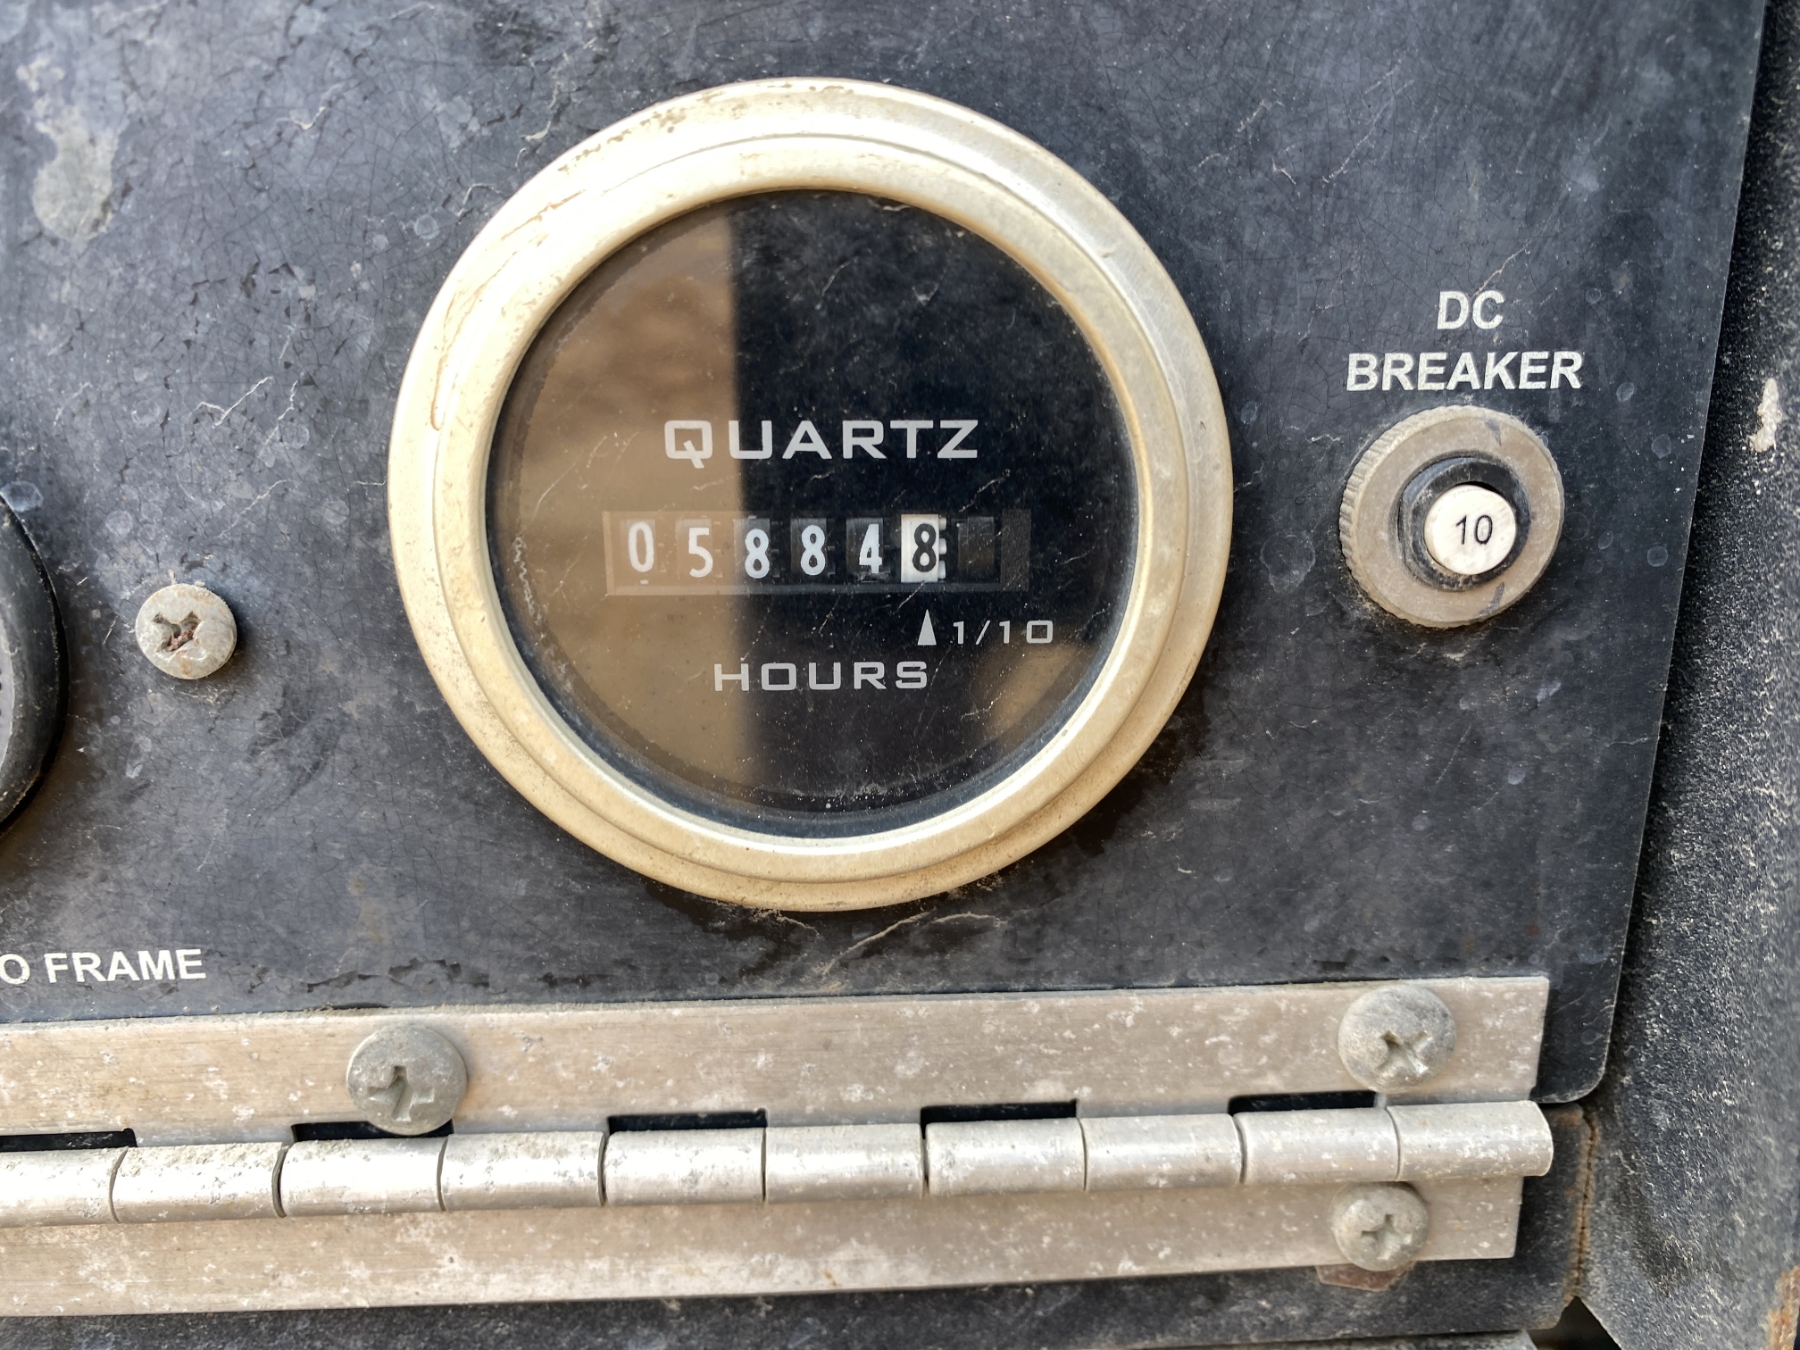 DC
BREAKER
10
QUARTZ
058848
1/10
HOURS
O FRAME